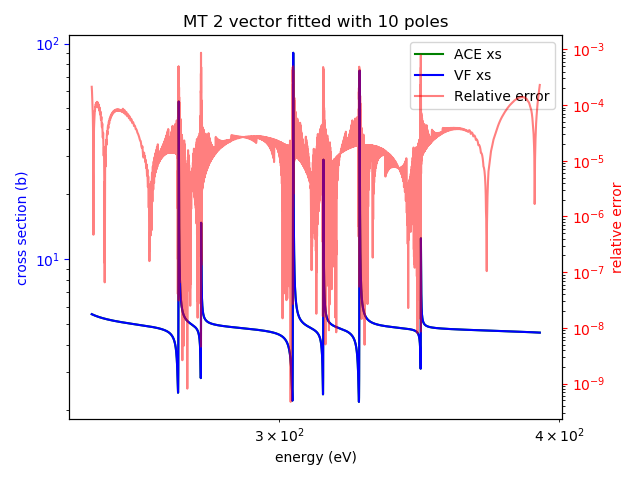 MT 2 vector fitted with 10 poles
ACE xs
VF xs
Relative error
cross section (b)
10²
10¹
relative error
10⁻³
10⁻⁴
10⁻⁵
10⁻⁶
10⁻⁷
10⁻⁸
10⁻⁹
3 × 10²
4 × 10²
energy (eV)